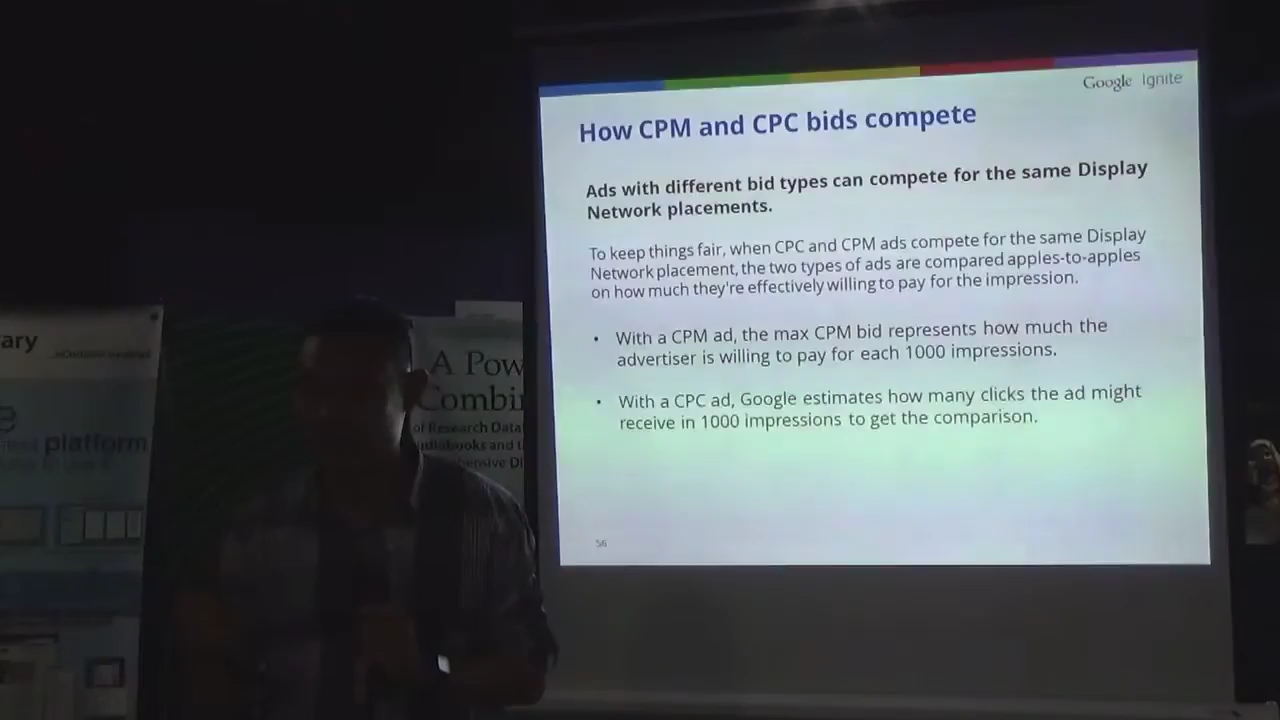 Google Ignite
How CPM and CPC bids compete
Ads with different bid types can compete for the same Display
Network placements.
To keep things fair, when CPC and CPM ads compete for the same Display
Network placement, the two types of ads are compared apples-to-apples
on how much they're effectively willing to pay for the impression.
• With a CPM ad, the max CPM bid represents how much the
advertiser is willing to pay for each 1000 impressions.
• With a CPC ad, Google estimates how many clicks the ad might
receive in 1000 impressions to get the comparison.
56
ary
platform
A Pow
Combi
of Research Data
and t